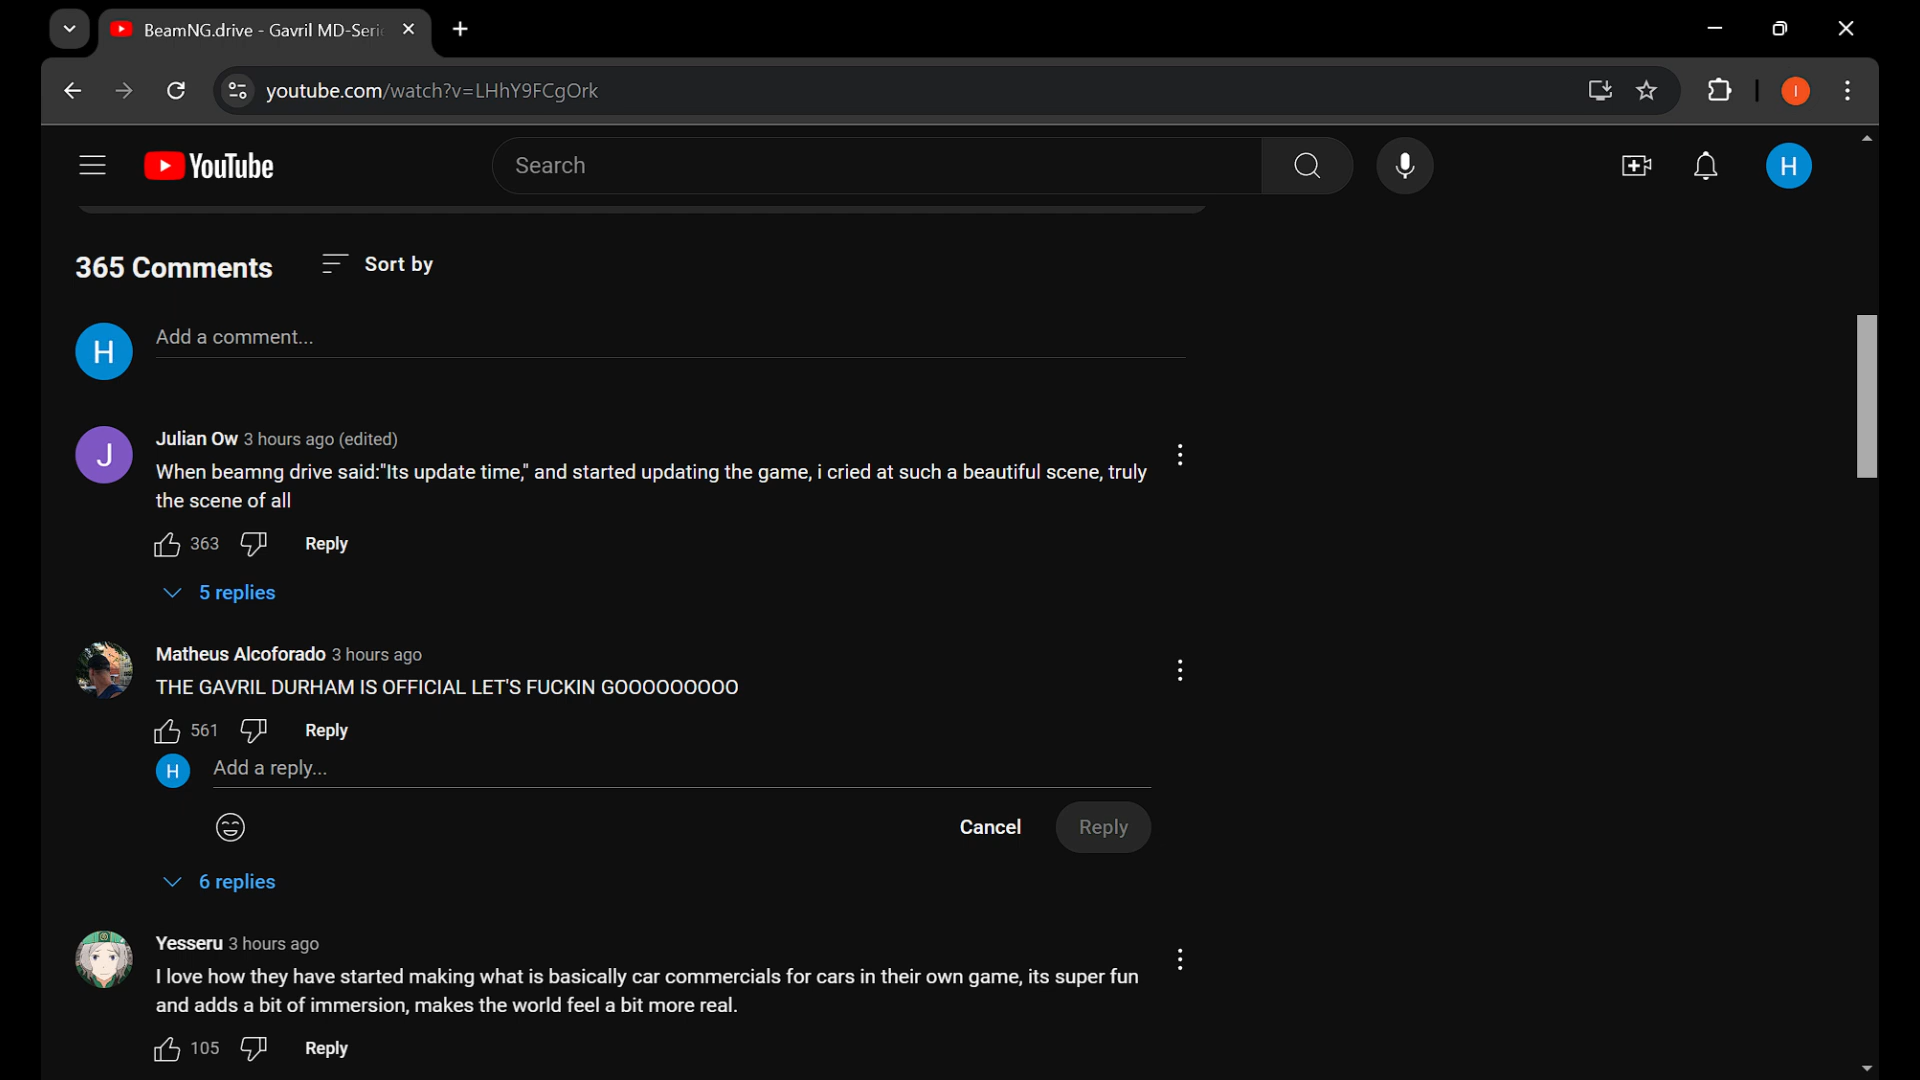 BeamNG.drive - Gavril MD-Seri
youtube.com/watch?v=LHhY9FCgOrk
I
YouTube
Search
H
365 Comments
Sort by
H
Add a comment...
J
Julian Ow 3 hours ago (edited)
When beamng drive said:"Its update time," and started updating the game, i cried at such a beautiful scene, truly
the scene of all
363
Reply
5 replies
Matheus Alcoforado 3 hours ago
THE GAVRIL DURHAM IS OFFICIAL LET'S FUCKIN GOOOOOOOOO
561
Reply
H
Add a reply...
Cancel
Reply
6 replies
Yesseru 3 hours ago
I love how they have started making what is basically car commercials for cars in their own game, its super fun
and adds a bit of immersion, makes the world feel a bit more real.
105
Reply